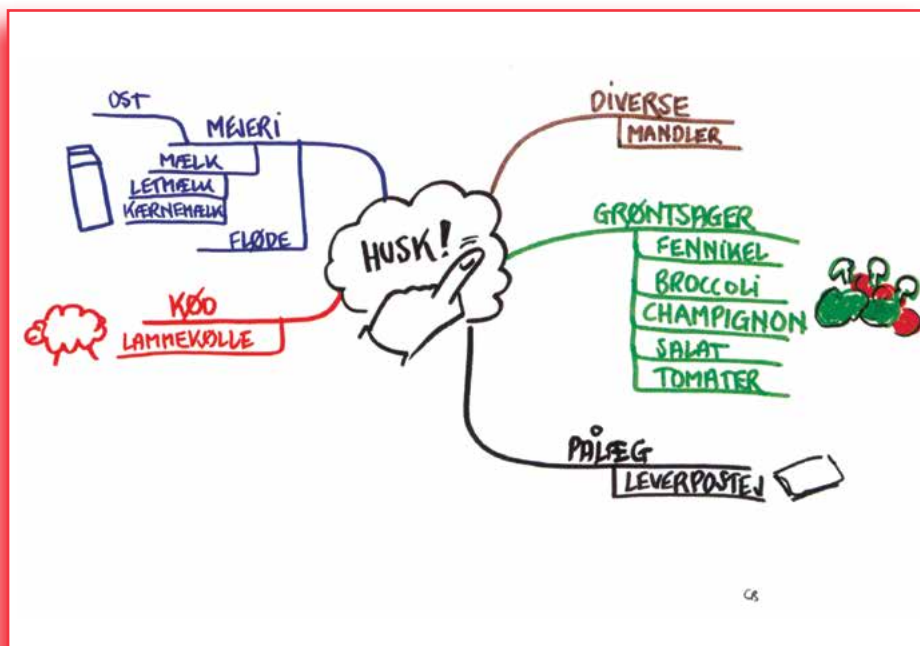 HUSK!
DIVERSE
MANDLER
GRØNTSAGER
FENNIKEL
BROCCOLI
CHAMPIGNON
SALAT
TOMATER
PÅLÆG
LEVERPOSTEJ
KØD
LAMMEKØLLE
MEJERI
OST
MÆLK
LETMÆLK
KÆRNEMÆLK
FLØDE
CB